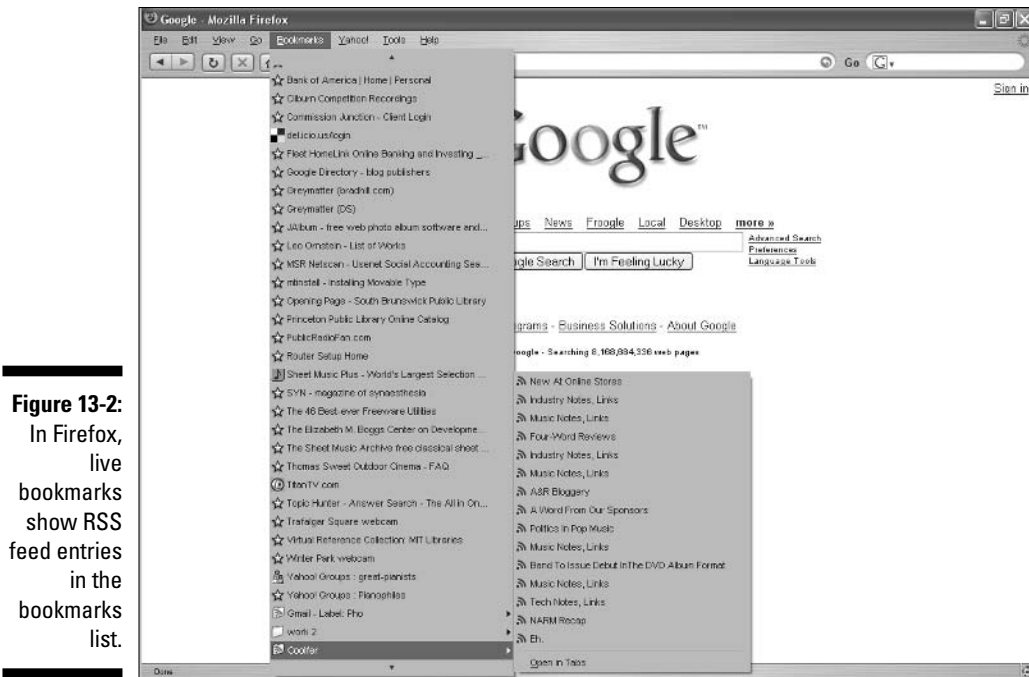 Google - Mozilla Firefox
File Edit View Go Bookmarks Yahoo! Tools Help
Go G
Sign in
Bank of America | Home | Personal
Cliburn Competition Recordings
Commission Junction - Client Login
del.icio.us/login
Fleet HomeLink Online Banking and Investing _...
Google Directory - blog publishers
Greymatter (bradhill.com)
Greymatter (DS)
JAlbum - free web photo album software and...
Leo Ornstein - List of Works
MSR Netscan - Usenet Social Accounting Sea...
mtinstall - Installing Movable Type
Opening Page - South Brunswick Public Library
Princeton Public Library Online Catalog
PublicRadioFan.com
Router Setup Home
Sheet Music Plus - World's Largest Selection ...
SYN - magazine of synaesthesia
The 46 Best-ever Freeware Utilities
The Elizabeth M. Boggs Center on Developme...
The Sheet Music Archive free classical sheet ...
Thomas Sweet Outdoor Cinema - FAQ
TitanTV.com
Topic Hunter - Answer Search - The All in On...
Trafalgar Square webcam
Virtual Reference Collection: MIT Libraries
Winter Park webcam
Yahoo! Groups : great-pianists
Yahoo! Groups : Pianophiles
Gmail - Label: Pho
work 2
Coolfer
Google™
ups News Froogle Local Desktop more »
Advanced Search
Preferences
Language Tools
gle Search I'm Feeling Lucky
grams - Business Solutions - About Google
oogle - Searching 8,168,684,336 web pages
New At Online Stores
Industry Notes, Links
Music Notes, Links
Four-Word Reviews
Industry Notes, Links
Music Notes, Links
A&R Bloggery
A Word From Our Sponsors
Politics In Pop Music
Music Notes, Links
Band To Issue Debut InThe DVD Album Format
Music Notes, Links
Tech Notes, Links
NARM Recap
Eh.
Open in Tabs
Done
Figure 13-2:
In Firefox,
live
bookmarks
show RSS
feed entries
in the
bookmarks
list.